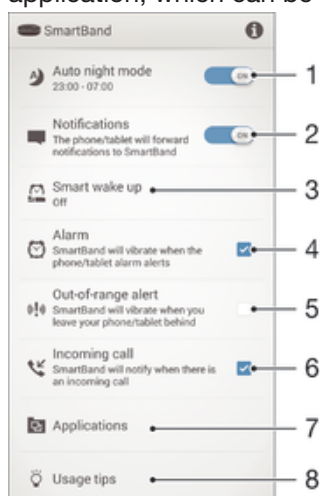 application, which can be
SmartBand
Auto night mode
23:00 - 07:00
ON
1
Notifications
The phone/tablet will forward
notifications to SmartBand
ON
2
Smart wake up
Off
3
Alarm
SmartBand will vibrate when the
phone/tablet alarm alerts
4
Out-of-range alert
SmartBand will vibrate when you
leave your phone/tablet behind
5
Incoming call
SmartBand will notify when there is
an incoming call
6
Applications
7
Usage tips
8